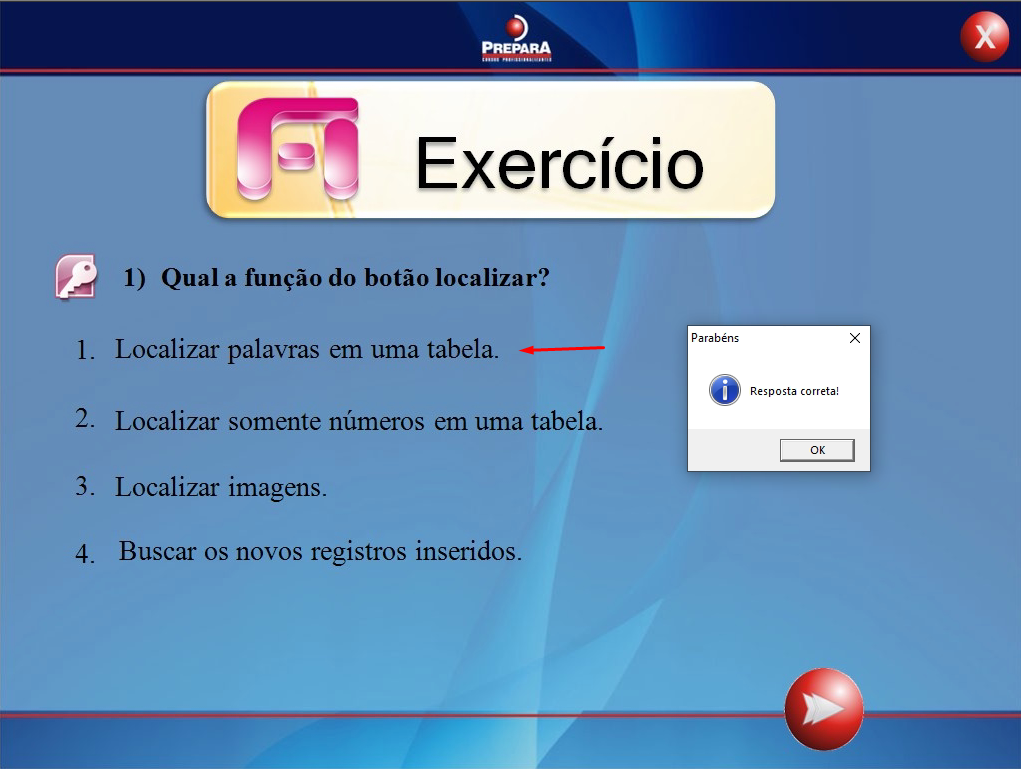 PREPARA
CURSOS PROFISSIONALIZANTES
X
Exercício
1) Qual a função do botão localizar?
1. Localizar palavras em uma tabela.
2. Localizar somente números em uma tabela.
3. Localizar imagens.
4. Buscar os novos registros inseridos.
Parabéns
Resposta correta!
OK